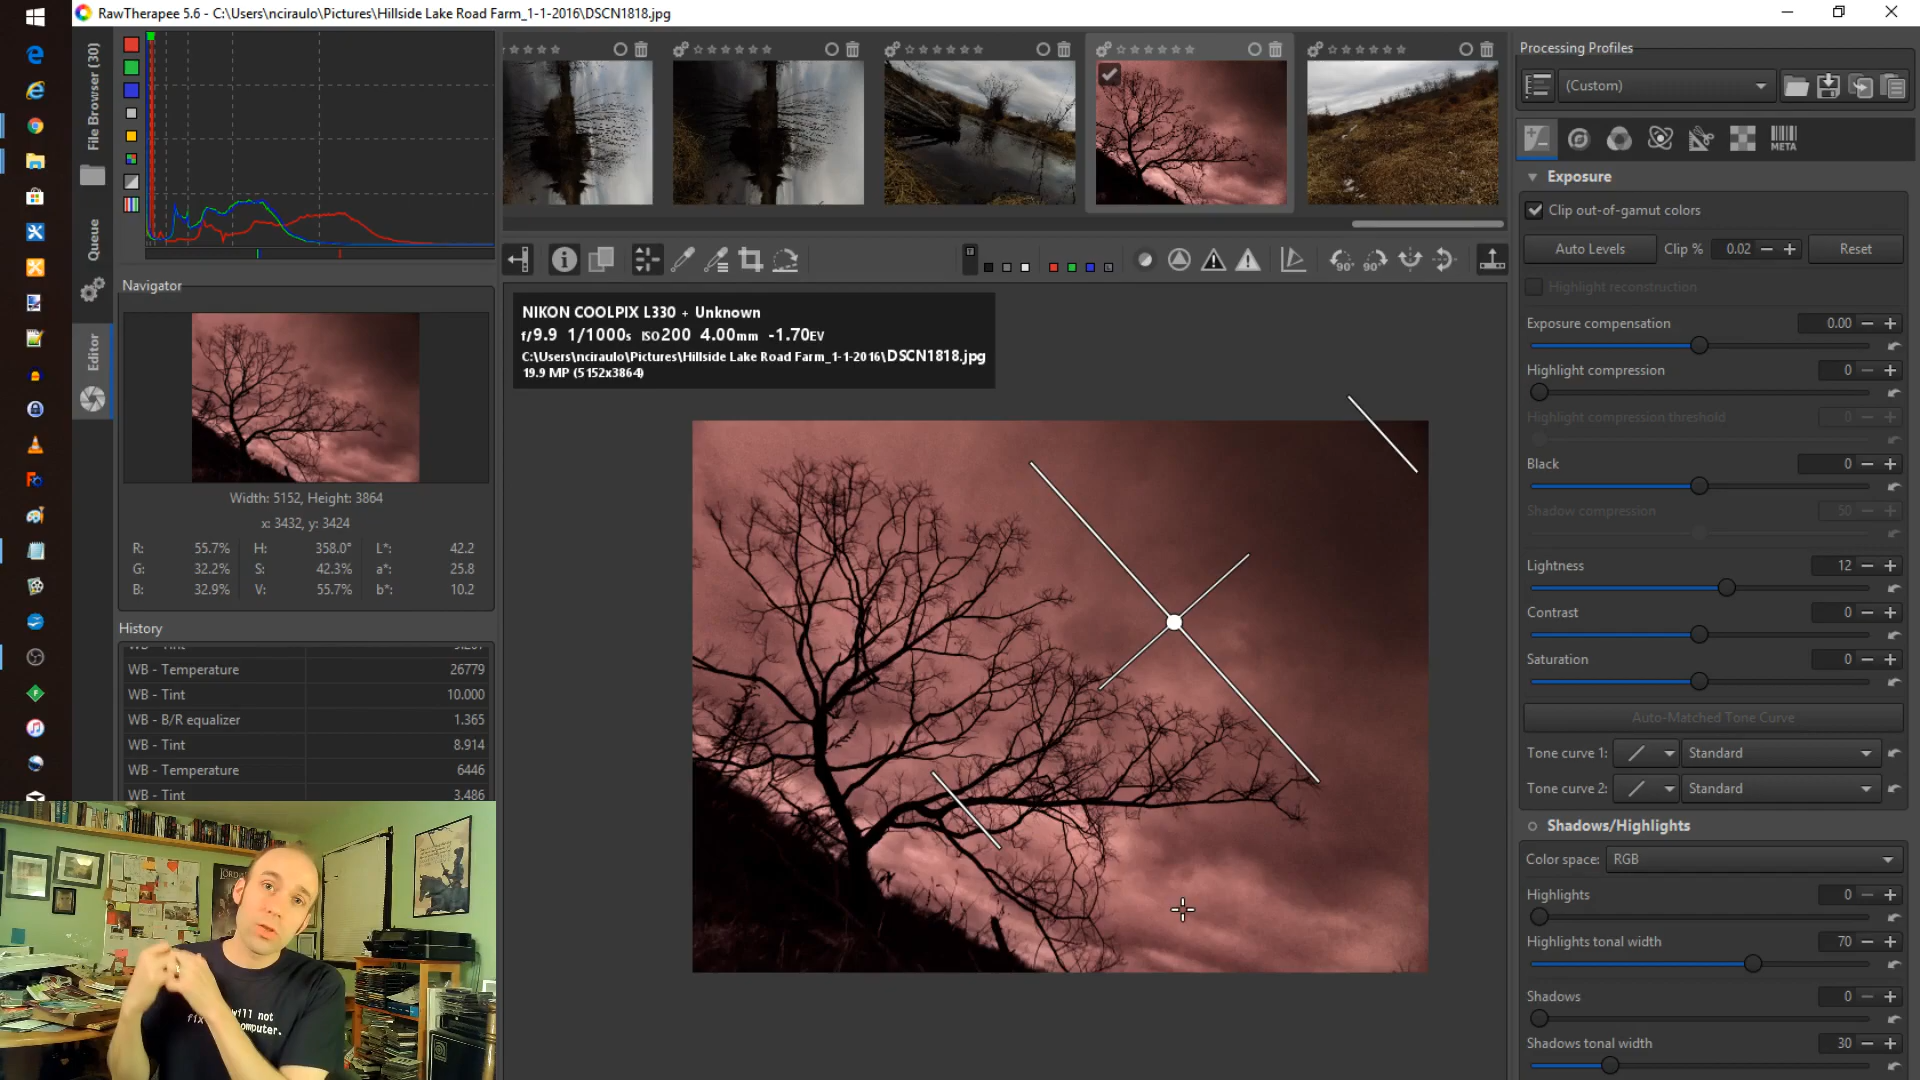 RawTherapee 5.6 - C:\Users\nciraulo\Pictures\Hillside Lake Road Farm_1-1-2016\DSCN1818.jpg
File Browser (30)
Queue
Editor
Navigator
Width: 5152, Height: 3864
x: 3432, y: 3424
R: 55.7% H: 358.0° L*: 42.2
G: 32.2% S: 42.3% a*: 25.8
B: 32.9% V: 55.7% b*: 10.2
History
WB - Temperature 26779
WB - Tint 10.000
WB - B/R equalizer 1.365
WB - Tint 8.914
WB - Temperature 6446
WB - Tint 3.486
NIKON COOLPIX L330 + Unknown
f/9.9 1/1000s ISO200 4.00mm -1.70EV
C:\Users\nciraulo\Pictures\Hillside Lake Road Farm_1-1-2016\DSCN1818.jpg
19.9 MP (5152x3864)
90° 90°
Processing Profiles
(Custom)
META
Exposure
Clip out-of-gamut colors
Auto Levels Clip % 0.02 Reset
Highlight reconstruction
Exposure compensation 0.00
Highlight compression 0
Highlight compression threshold 0
Black 0
Shadow compression 50
Lightness 12
Contrast 0
Saturation 0
Auto-Matched Tone Curve
Tone curve 1: Standard
Tone curve 2: Standard
Shadows/Highlights
Color space: RGB
Highlights 0
Highlights tonal width 70
Shadows 0
Shadows tonal width 30
will not
fix computer.